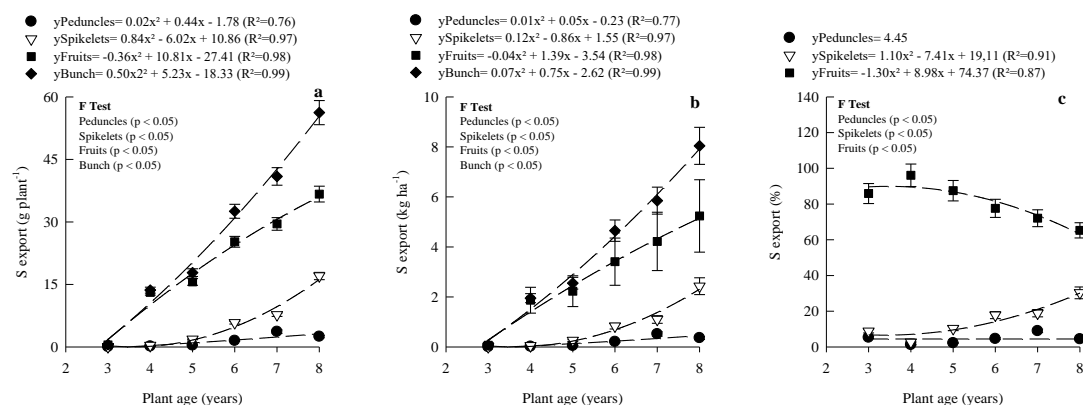 yPeduncles= 0.02x² + 0.44x - 1.78 (R²=0.76)
ySpikelets= 0.84x² - 6.02x + 10.86 (R²=0.97)
yFruits= -0.36x² + 10.81x - 27.41 (R²=0.98)
yBunch= 0.50x2² + 5.23x - 18.33 (R²=0.99)
a
F Test
Peduncles (p < 0.05)
Spikelets (p < 0.05)
Fruits (p < 0.05)
Bunch (p < 0.05)
S export (g plant⁻¹)
60
45
30
15
0
2 3 4 5 6 7 8
Plant age (years)
yPeduncles= 0.01x² + 0.05x - 0.23 (R²=0.77)
ySpikelets= 0.12x² - 0.86x + 1.55 (R²=0.97)
yFruits= -0.04x² + 1.39x - 3.54 (R²=0.98)
yBunch= 0.07x² + 0.75x - 2.62 (R²=0.99)
b
F Test
Peduncles (p < 0.05)
Spikelets (p < 0.05)
Fruits (p < 0.05)
Bunch (p < 0.05)
S export (kg ha⁻¹)
10
8
6
4
2
0
2 3 4 5 6 7 8
Plant age (years)
yPeduncles= 4.45
ySpikelets= 1.10x² - 7.41x + 19,11 (R²=0.91)
yFruits= -1.30x² + 8.98x + 74.37 (R²=0.87)
c
F Test
Peduncles (p < 0.05)
Spikelets (p < 0.05)
Fruits (p < 0.05)
S export (%)
140
120
100
80
60
40
20
0
2 3 4 5 6 7 8
Plant age (years)